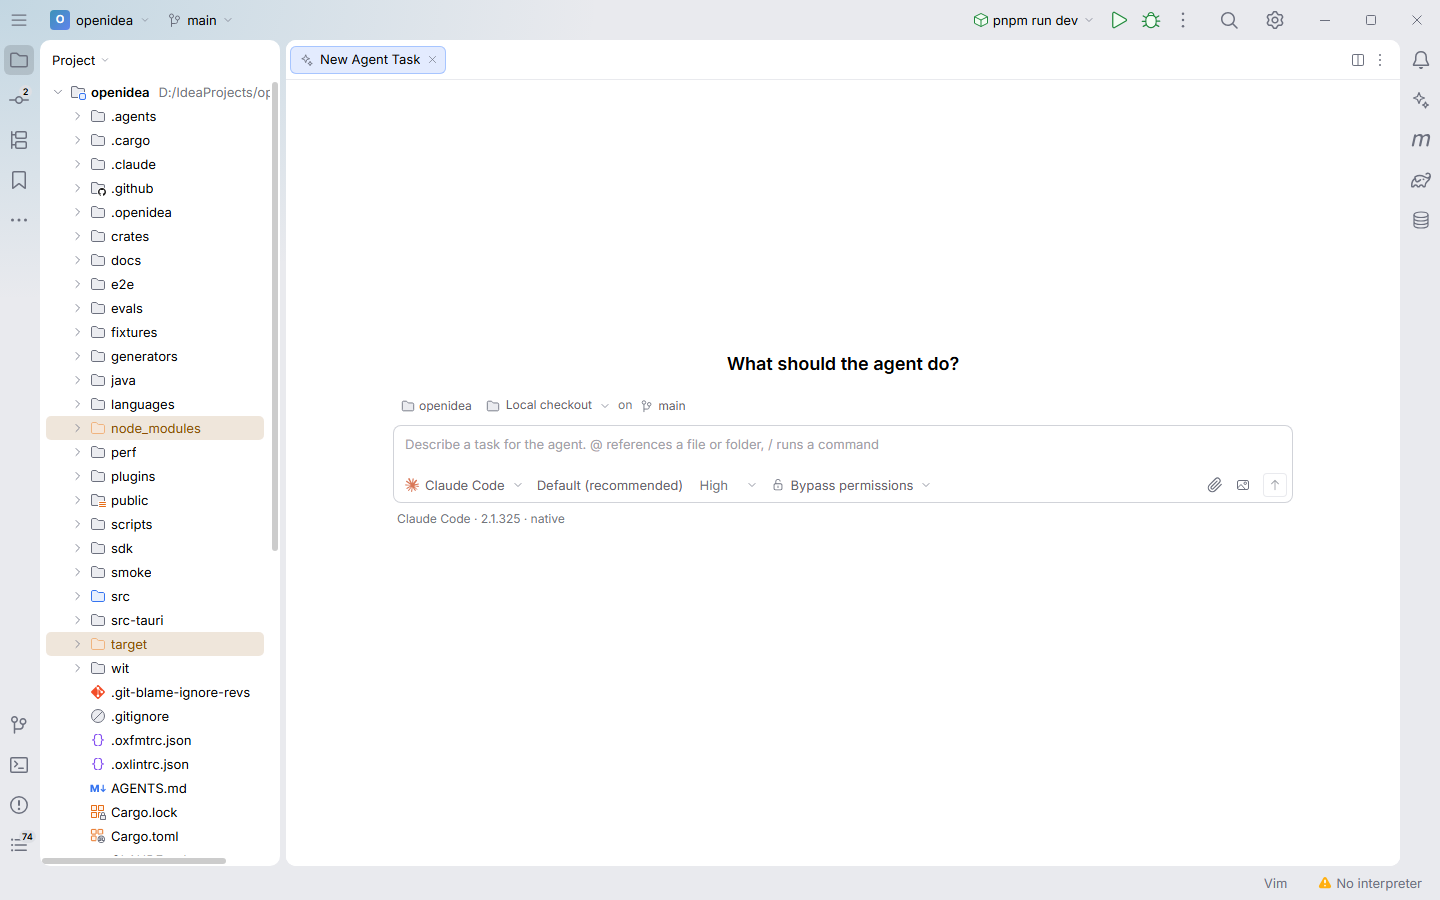 O openidea main pnpm run dev
Project
New Agent Task
2
openidea D:/IdeaProjects/op
.agents
.cargo
.claude
.github
.openidea
crates
docs
e2e
evals
fixtures
generators
java
languages
node_modules
perf
plugins
public
scripts
sdk
smoke
src
src-tauri
target
wit
.git-blame-ignore-revs
.gitignore
.oxfmtrc.json
.oxlintrc.json
AGENTS.md
Cargo.lock
Cargo.toml
74
What should the agent do?
openidea Local checkout on main
Describe a task for the agent. @ references a file or folder, / runs a command
Claude Code Default (recommended) High Bypass permissions
Claude Code · 2.1.325 · native
m
Vim No interpreter